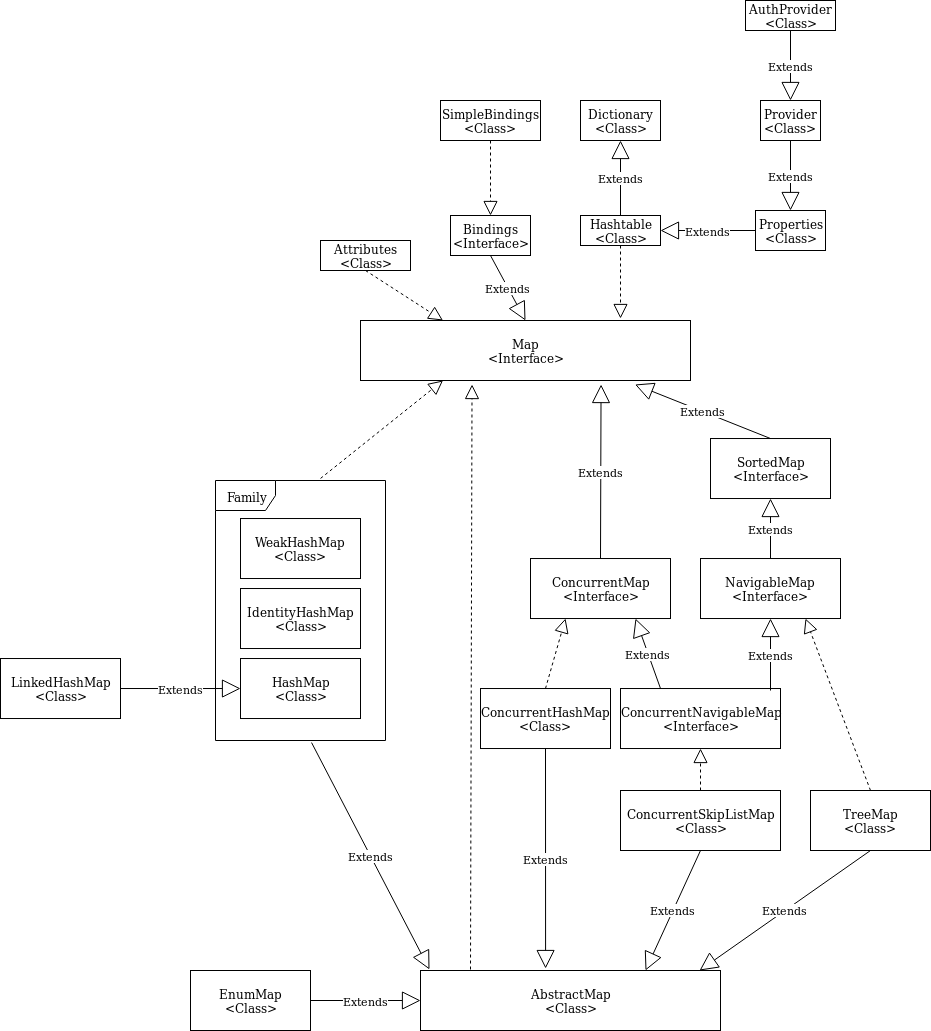 AuthProvider
<Class>
Extends
SimpleBindings
<Class>
Dictionary
<Class>
Provider
<Class>
Extends
Extends
Attributes
<Class>
Bindings
<Interface>
Hashtable
<Class>
Extends
Properties
<Class>
Extends
Map
<Interface>
Extends
SortedMap
<Interface>
Extends
Family
WeakHashMap
<Class>
Extends
ConcurrentMap
<Interface>
NavigableMap
<Interface>
IdentityHashMap
<Class>
Extends
Extends
LinkedHashMap
<Class>
Extends
HashMap
<Class>
ConcurrentHashMap
<Class>
ConcurrentNavigableMap
<Interface>
ConcurrentSkipListMap
<Class>
TreeMap
<Class>
Extends
Extends
Extends
Extends
EnumMap
<Class>
Extends
AbstractMap
<Class>